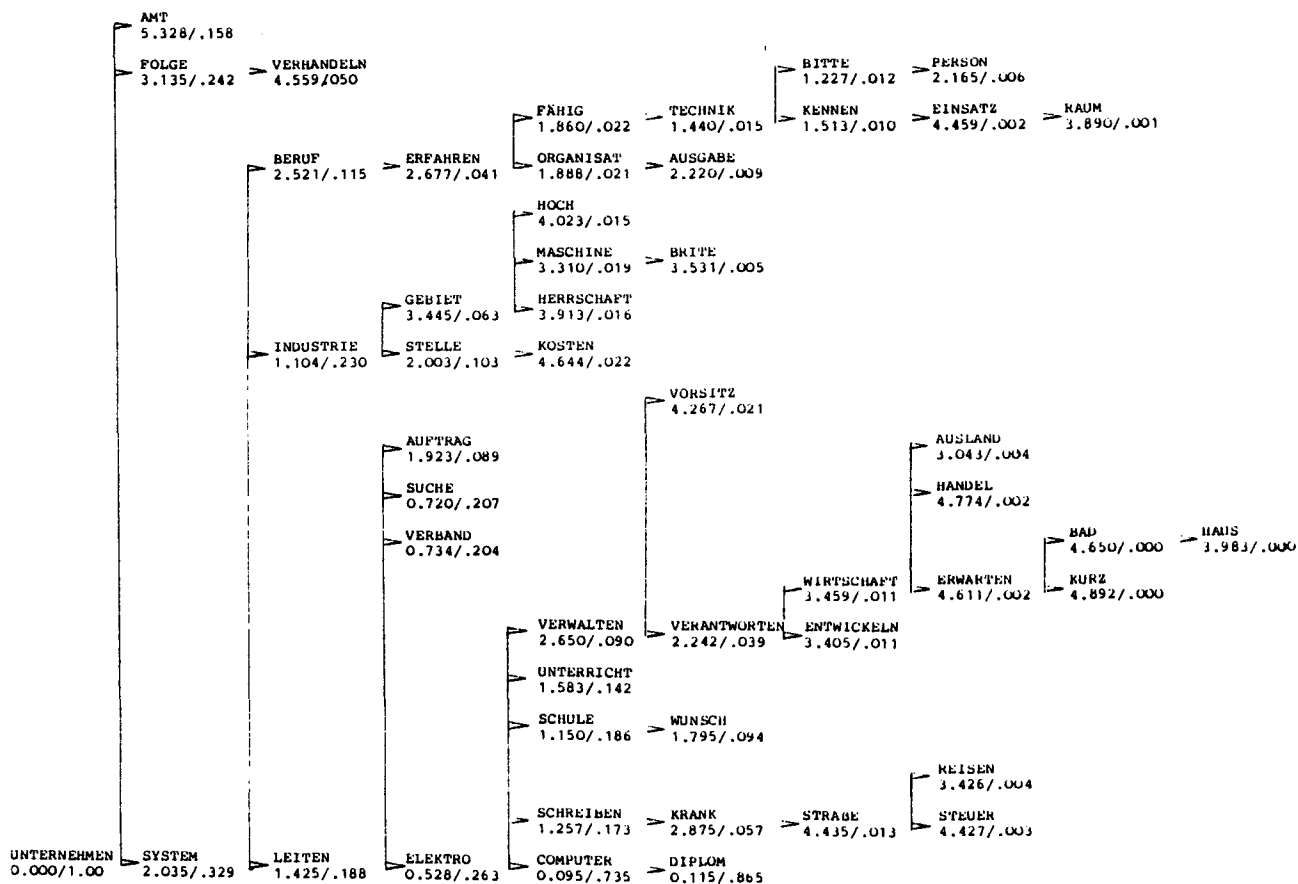 AMT
5.328/.158
FOLGE
3.135/.242
VERHANDELN
4.559/.050
BITTE
1.227/.012
PERSON
2.165/.006
FÄHIG
1.860/.022
TECHNIK
1.440/.015
KENNEN
1.513/.010
EINSATZ
4.459/.002
RAUM
3.890/.001
BERUF
2.521/.115
ERFAHREN
2.677/.041
ORGANISAT
1.888/.021
AUSGABE
2.220/.009
HOCH
4.023/.015
MASCHINE
3.310/.019
BRITE
3.531/.005
GEBIET
3.445/.063
HERRSCHAFT
3.913/.016
INDUSTRIE
1.104/.230
STELLE
2.003/.103
KOSTEN
4.644/.022
VORSITZ
4.267/.021
AUFTRAG
1.923/.089
AUSLAND
3.043/.004
SUCHE
0.720/.207
HANDEL
4.774/.002
VERBAND
0.734/.204
BAD
4.650/.000
HAUS
3.983/.000
WIRTSCHAFT
3.459/.011
ERWARTEN
4.611/.002
KURZ
4.892/.000
VERWALTEN
2.650/.090
VERANTWORTEN
2.242/.039
ENTWICKELN
3.405/.011
UNTERRICHT
1.583/.142
SCHULE
1.150/.186
WUNSCH
1.795/.094
REISEN
3.426/.004
SCHREIBEN
1.257/.173
KRANK
2.875/.057
STRAßE
4.435/.013
STEUER
4.427/.003
UNTERNEHMEN
0.000/1.00
SYSTEM
2.035/.329
LEITEN
1.425/.188
ELEKTRO
0.528/.263
COMPUTER
0.095/.735
DIPLOM
0.115/.865